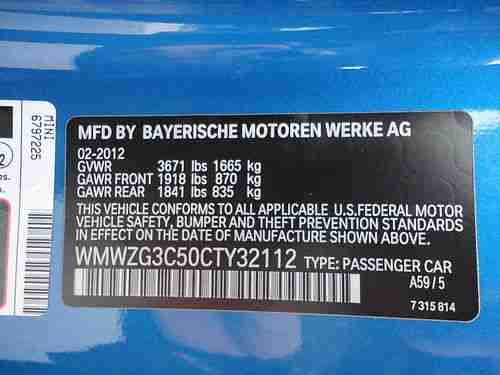 MINI
6797225
2
es.
MFD BY BAYERISCHE MOTOREN WERKE AG
02-2012
GVWR 3671 lbs 1665 kg
GAWR FRONT 1918 lbs 870 kg
GAWR REAR 1841 lbs 835 kg
THIS VEHICLE CONFORMS TO ALL APPLICABLE U.S.FEDERAL MOTOR
VEHICLE SAFETY, BUMPER, AND THEFT PREVENTION STANDARDS
IN EFFECT ON THE DATE OF MANUFACTURE SHOWN ABOVE.
WMWZG3C50CTY32112 TYPE: PASSENGER CAR
A59 / 5
7 315 814